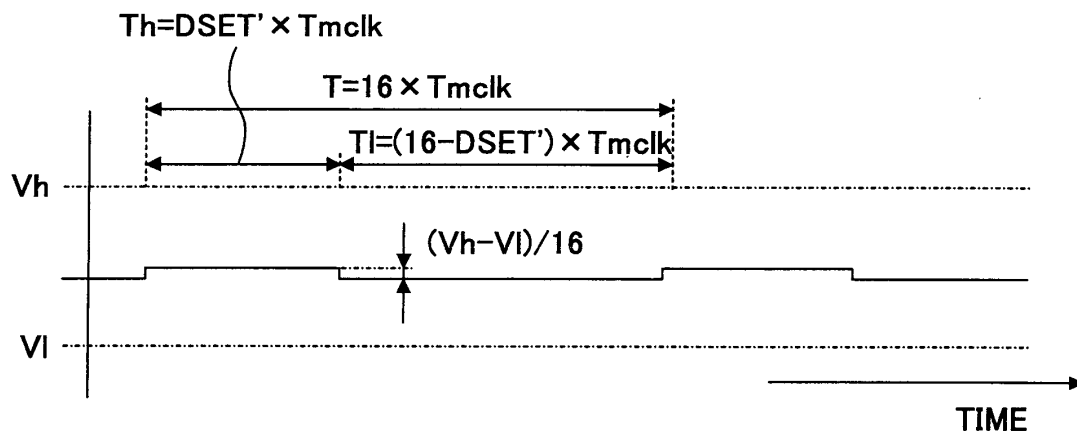 Th=DSET'×Tmclk
T=16×Tmclk
Tl=(16-DSET')×Tmclk
Vh
(Vh-Vl)/16
Vl
TIME